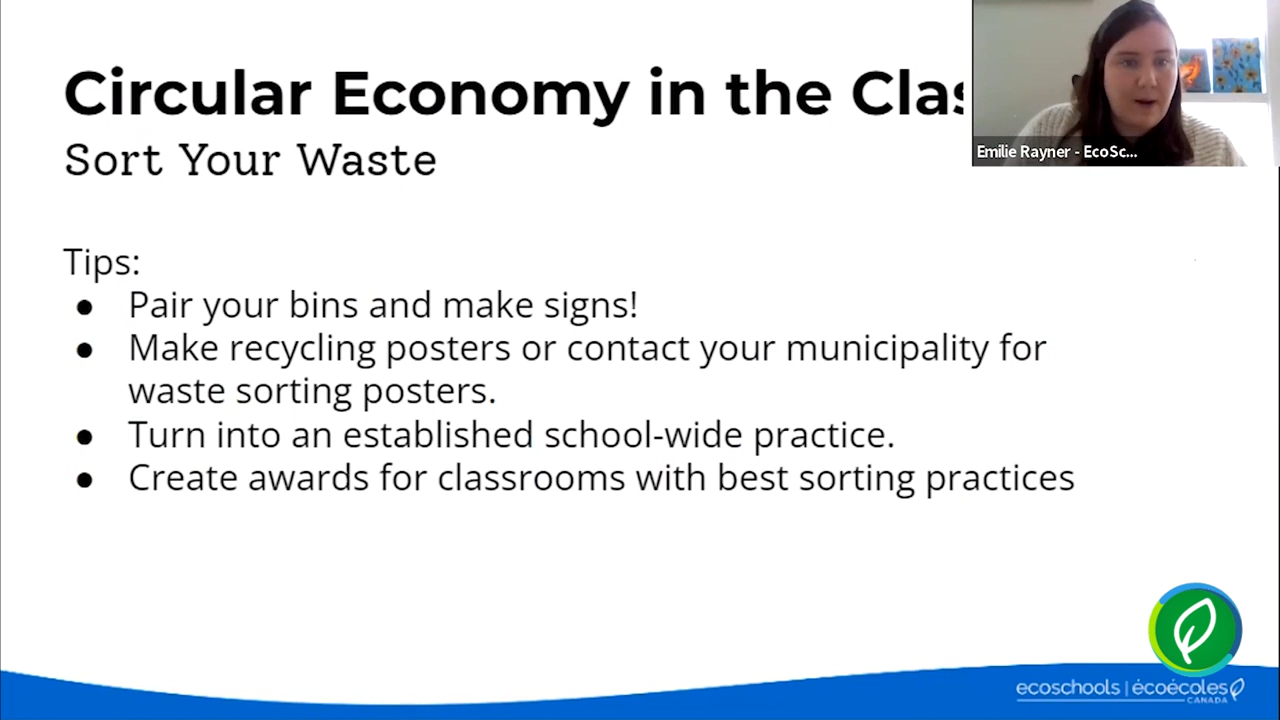 Circular Economy in the Clas
Sort Your Waste
Emilie Rayner - EcoSc...
Tips:
● Pair your bins and make signs!
● Make recycling posters or contact your municipality for
waste sorting posters.
● Turn into an established school-wide practice.
● Create awards for classrooms with best sorting practices
ecoschools | écoécoles
CANADA